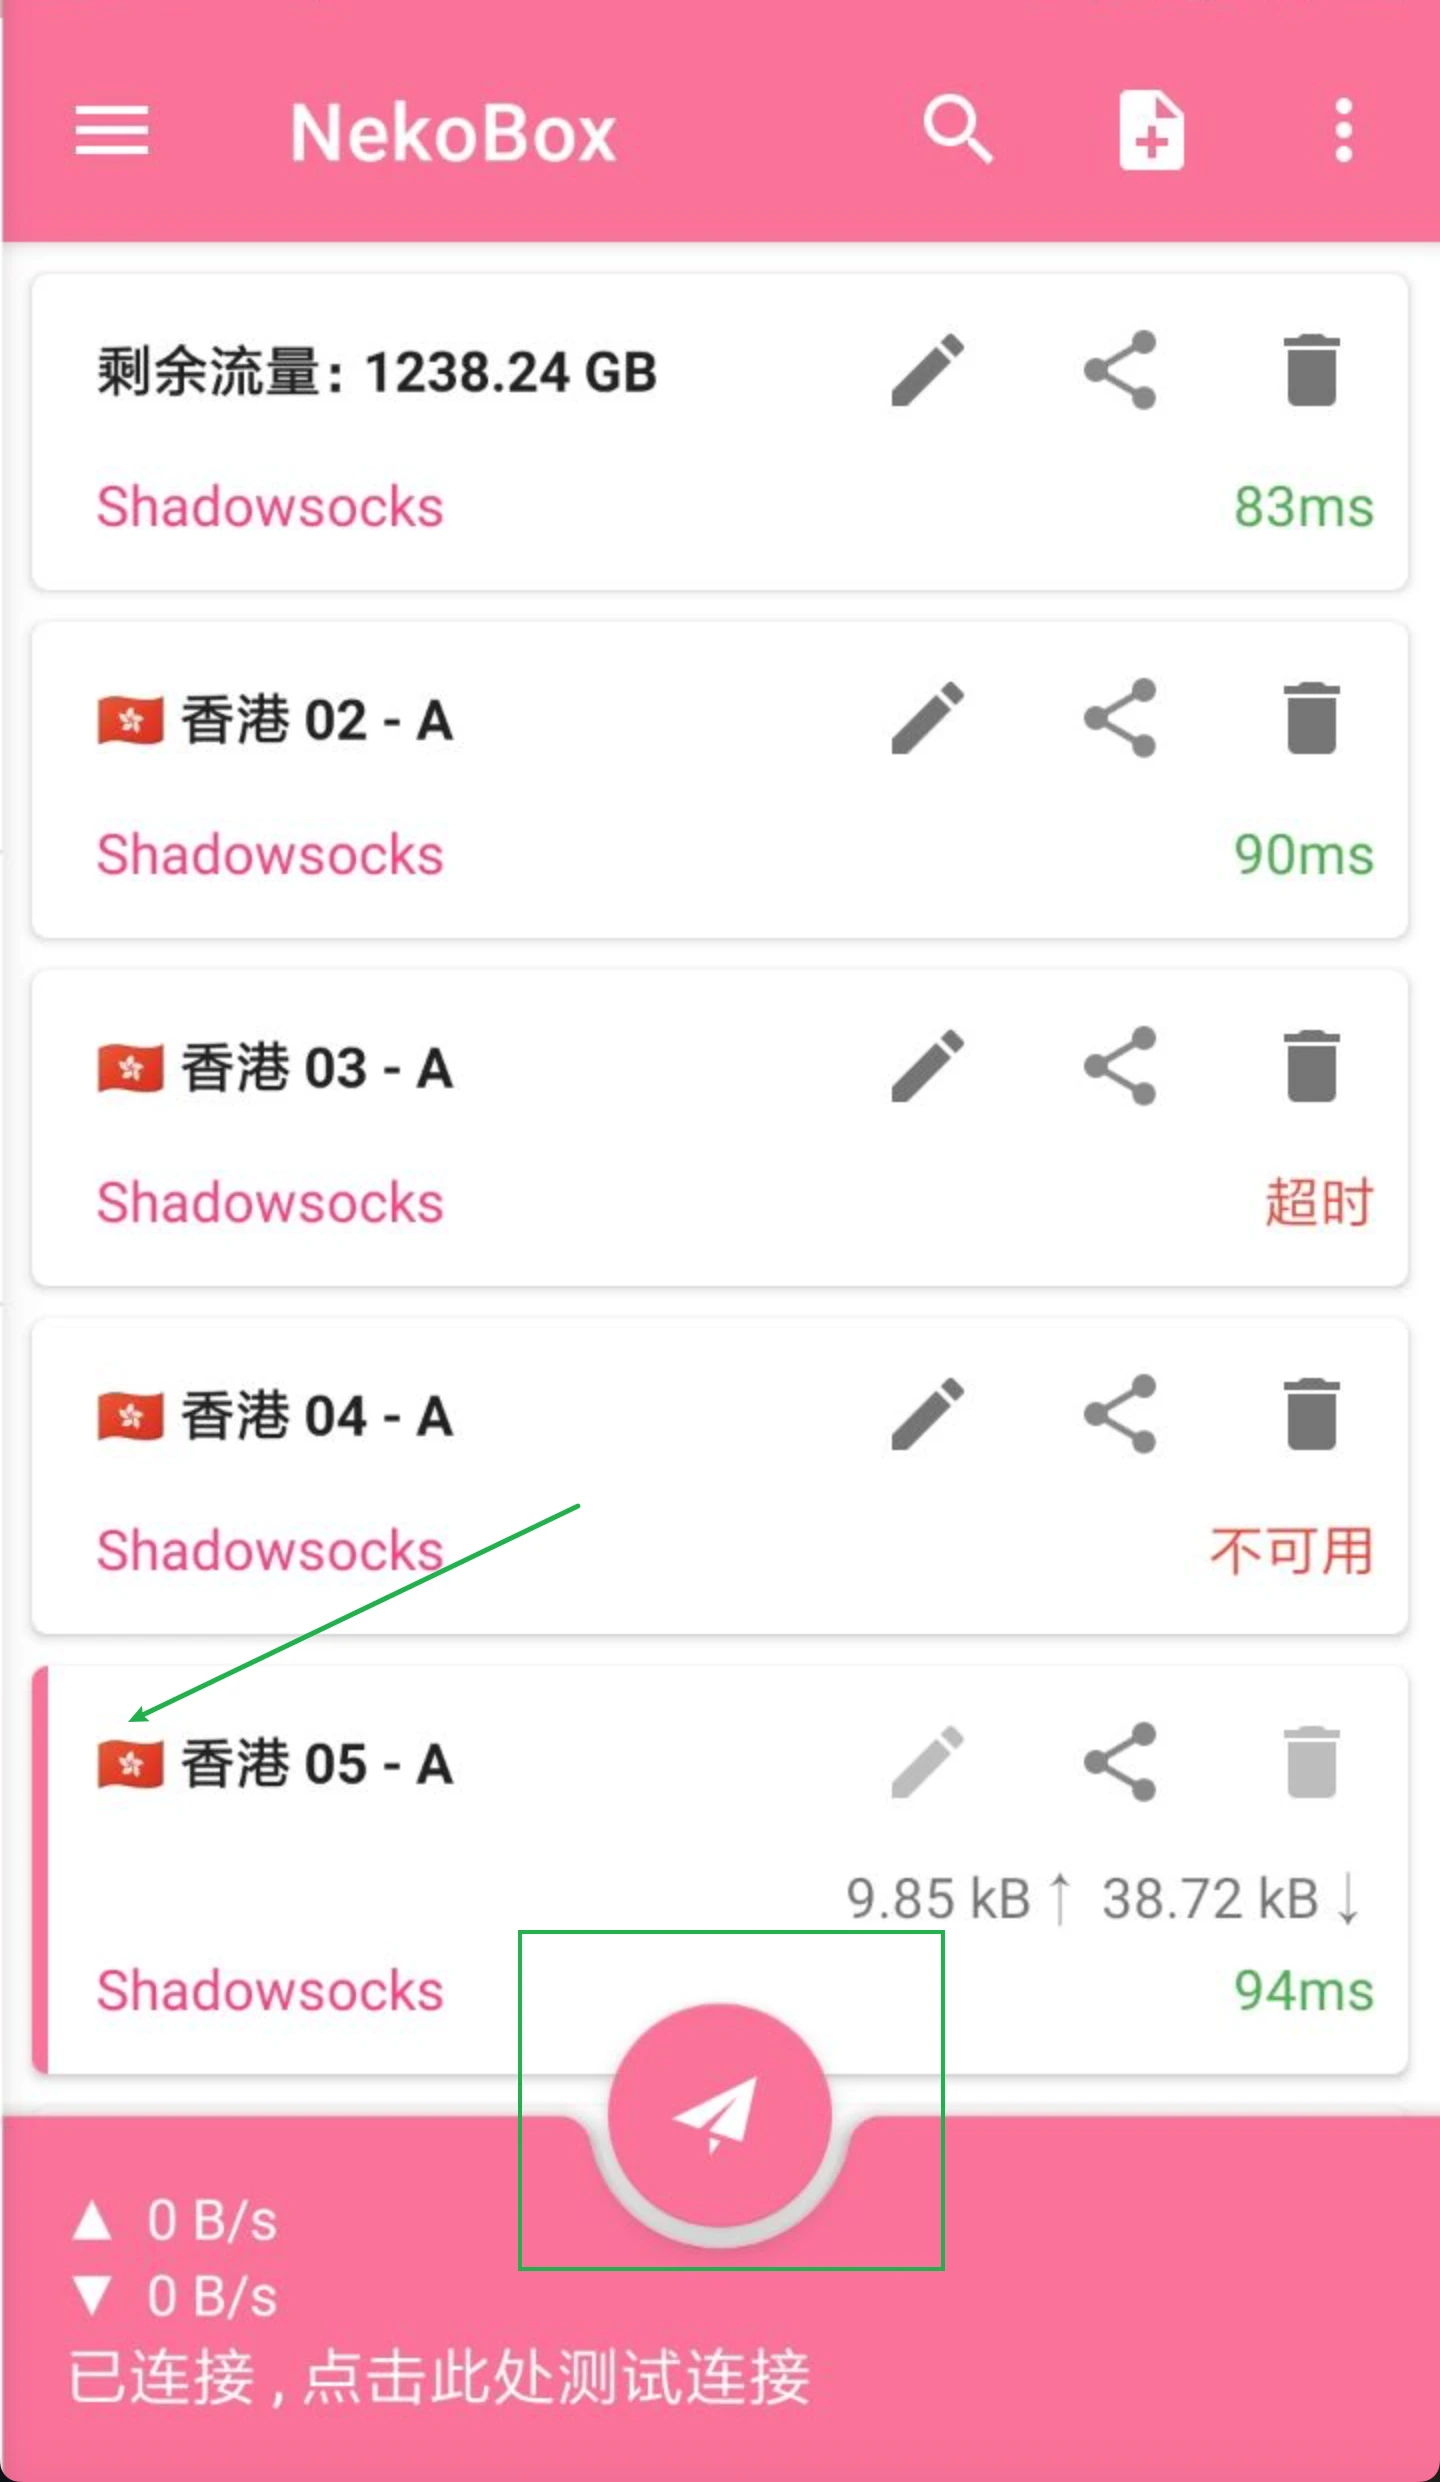 NekoBox
剩余流量: 1238.24 GB
Shadowsocks
83ms
🇭🇰 香港 02 - A
Shadowsocks
90ms
🇭🇰 香港 03 - A
Shadowsocks
超时
🇭🇰 香港 04 - A
Shadowsocks
不可用
🇭🇰 香港 05 - A
9.85 kB↑ 38.72 kB↓
Shadowsocks
94ms
▲ 0 B/s
▼ 0 B/s
已连接，点击此处测试连接